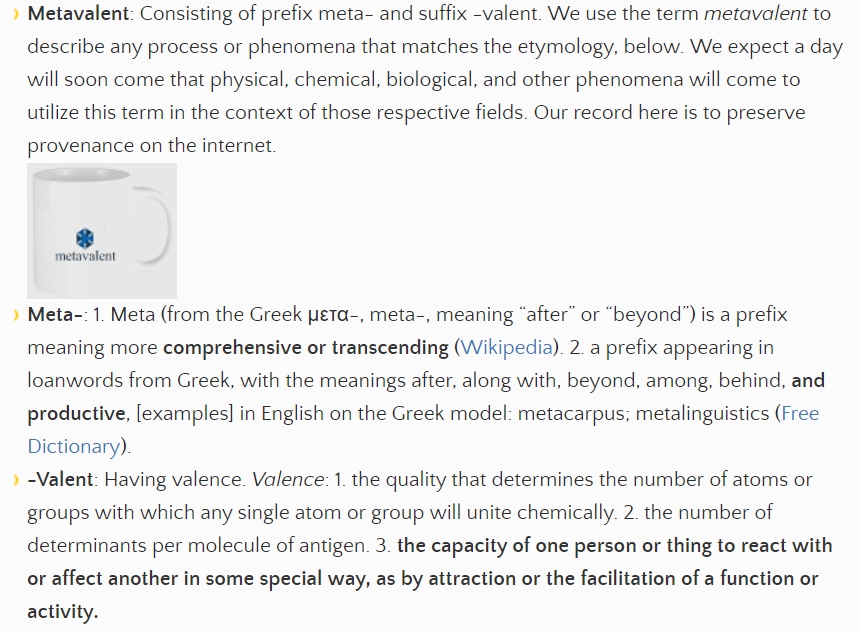 › Metavalent: Consisting of prefix meta- and suffix -valent. We use the term metavalent to
describe any process or phenomena that matches the etymology, below. We expect a day
will soon come that physical, chemical, biological, and other phenomena will come to
utilize this term in the context of those respective fields. Our record here is to preserve
provenance on the internet.
metavalent
› Meta-: 1. Meta (from the Greek μετα-, meta-, meaning “after” or “beyond”) is a prefix
meaning more comprehensive or transcending (Wikipedia). 2. a prefix appearing in
loanwords from Greek, with the meanings after, along with, beyond, among, behind, and
productive, [examples] in English on the Greek model: metacarpus; metalinguistics (Free
Dictionary).
› -Valent: Having valence. Valence: 1. the quality that determines the number of atoms or
groups with which any single atom or group will unite chemically. 2. the number of
determinants per molecule of antigen. 3. the capacity of one person or thing to react with
or affect another in some special way, as by attraction or the facilitation of a function or
activity.